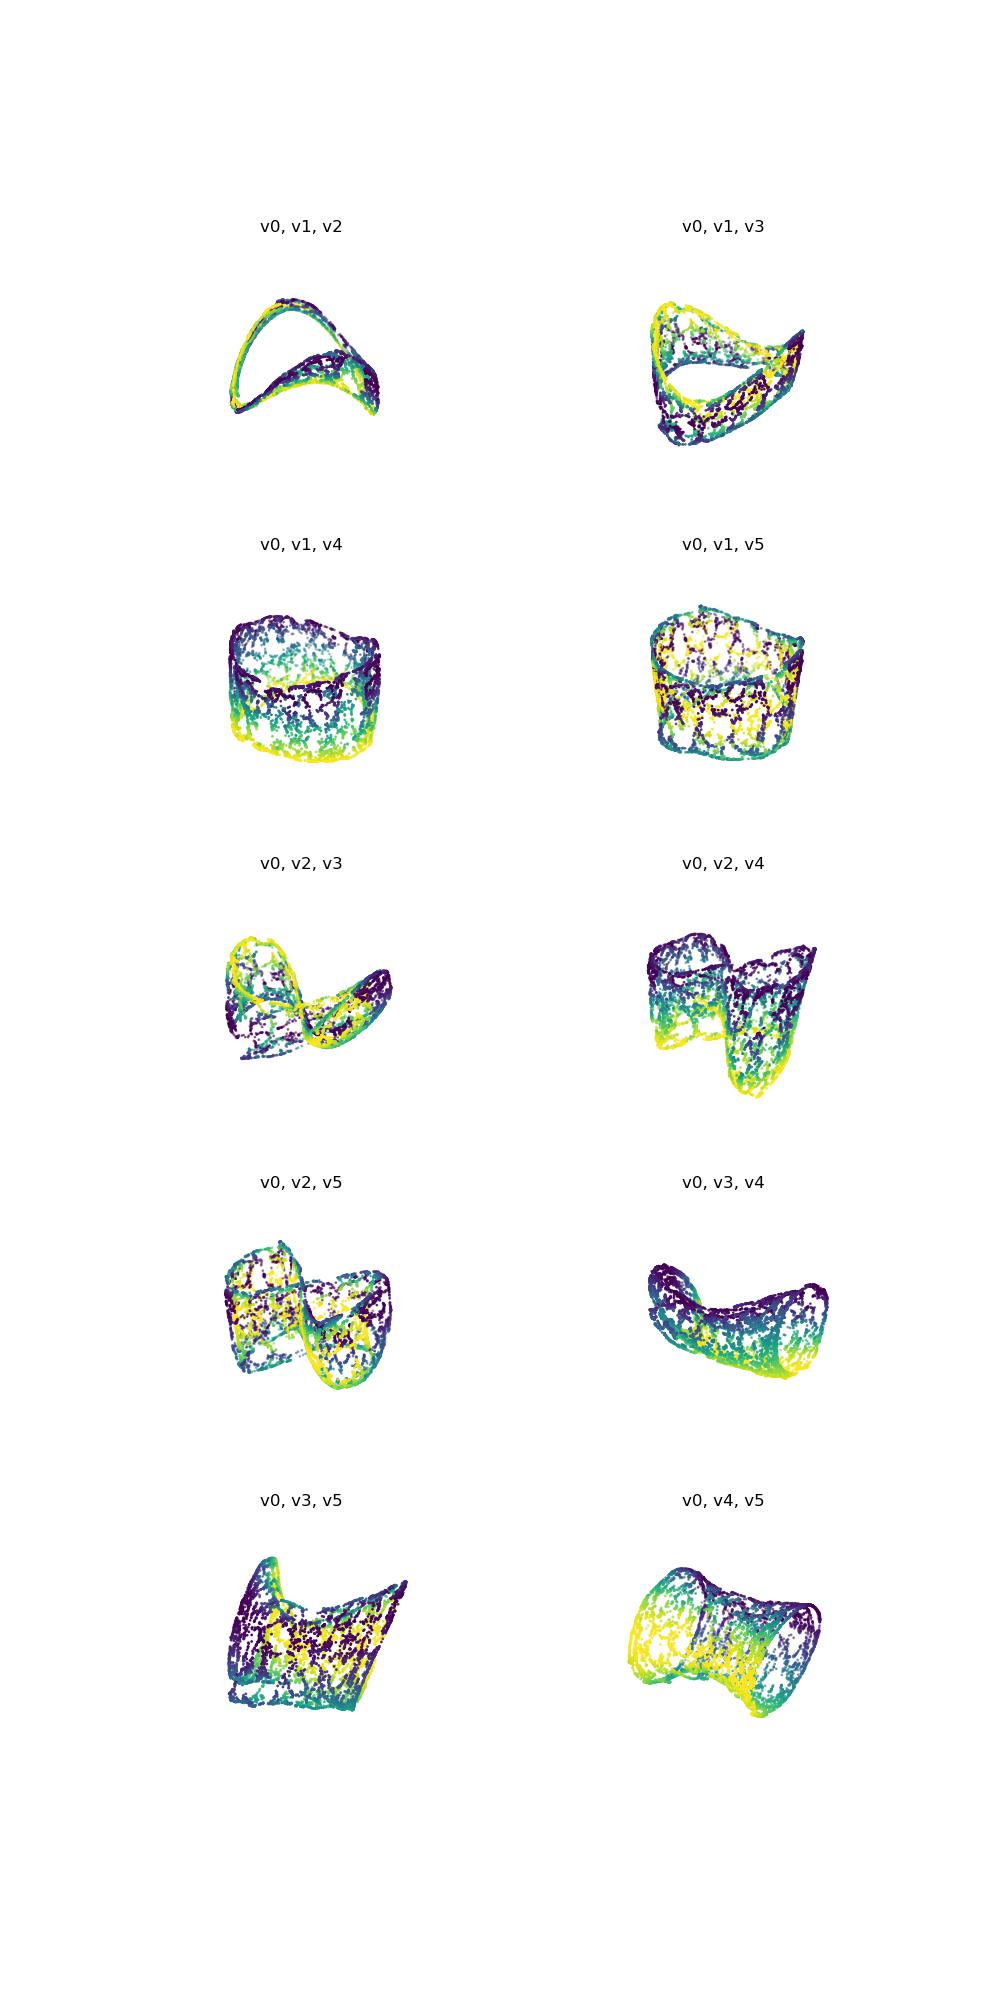 v0, v1, v2
v0, v1, v3
v0, v1, v4
v0, v1, v5
v0, v2, v3
v0, v2, v4
v0, v2, v5
v0, v3, v4
v0, v3, v5
v0, v4, v5